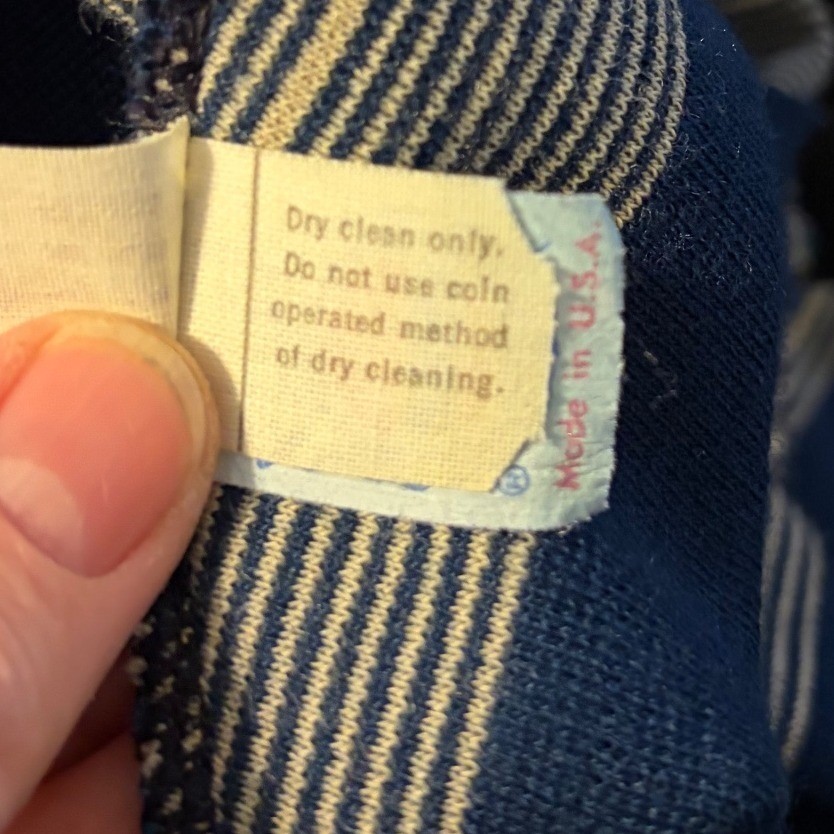 Dry clean only.
Do not use coin
operated method
of dry cleaning.
Made in U.S.A.
®